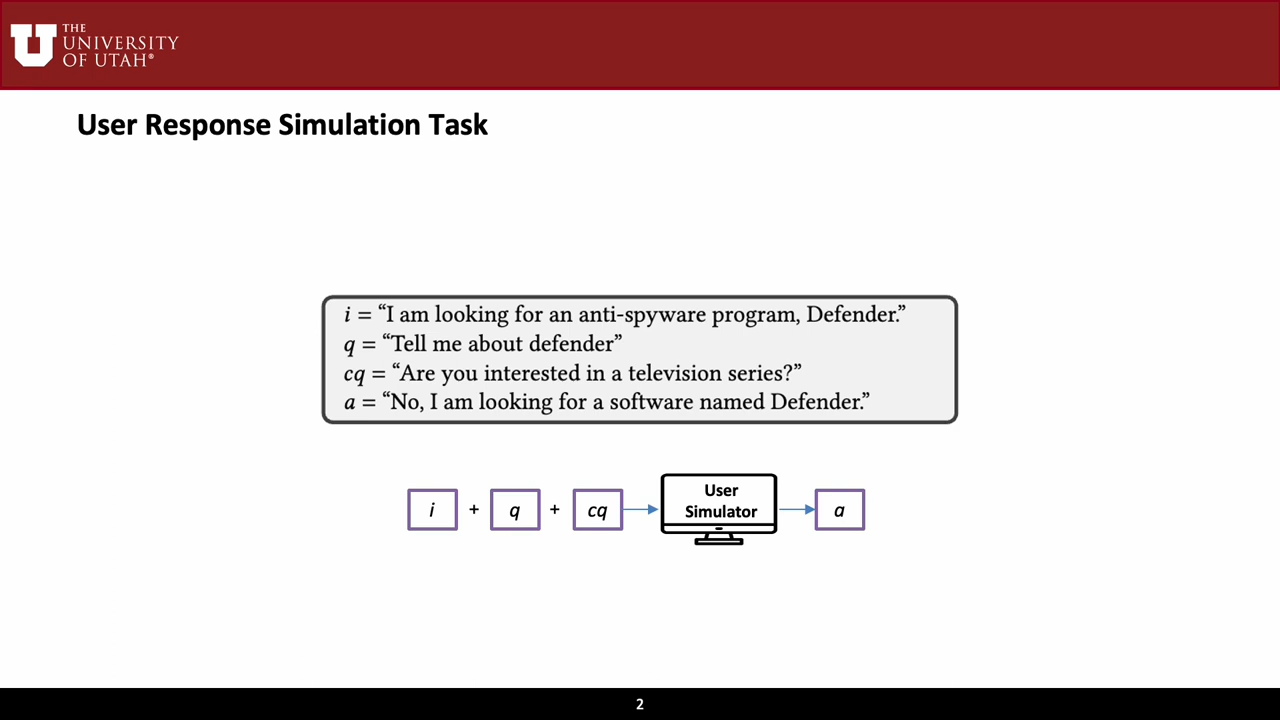 THE
UNIVERSITY
OF UTAH®
User Response Simulation Task
i = “I am looking for an anti-spyware program, Defender.”
q = “Tell me about defender”
cq = “Are you interested in a television series?”
a = “No, I am looking for a software named Defender.”
i + q + cq User Simulator a
2